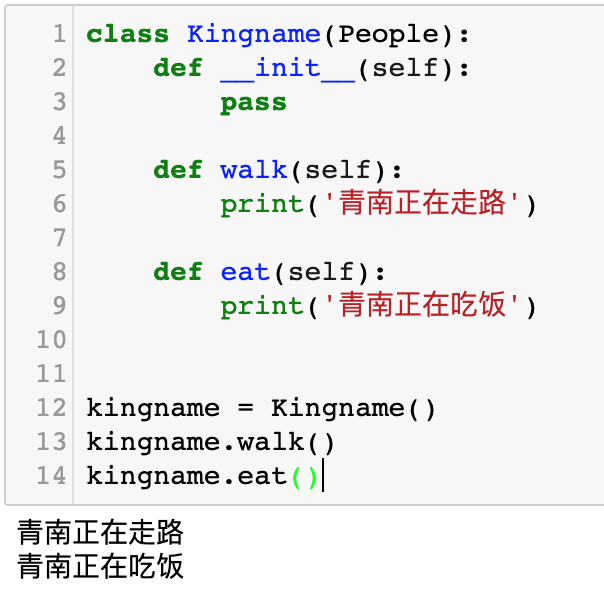 1 class Kingname(People):
2     def __init__(self):
3         pass
4
5     def walk(self):
6         print('青南正在走路')
7
8     def eat(self):
9         print('青南正在吃饭')
10
11
12 kingname = Kingname()
13 kingname.walk()
14 kingname.eat()
青南正在走路
青南正在吃饭